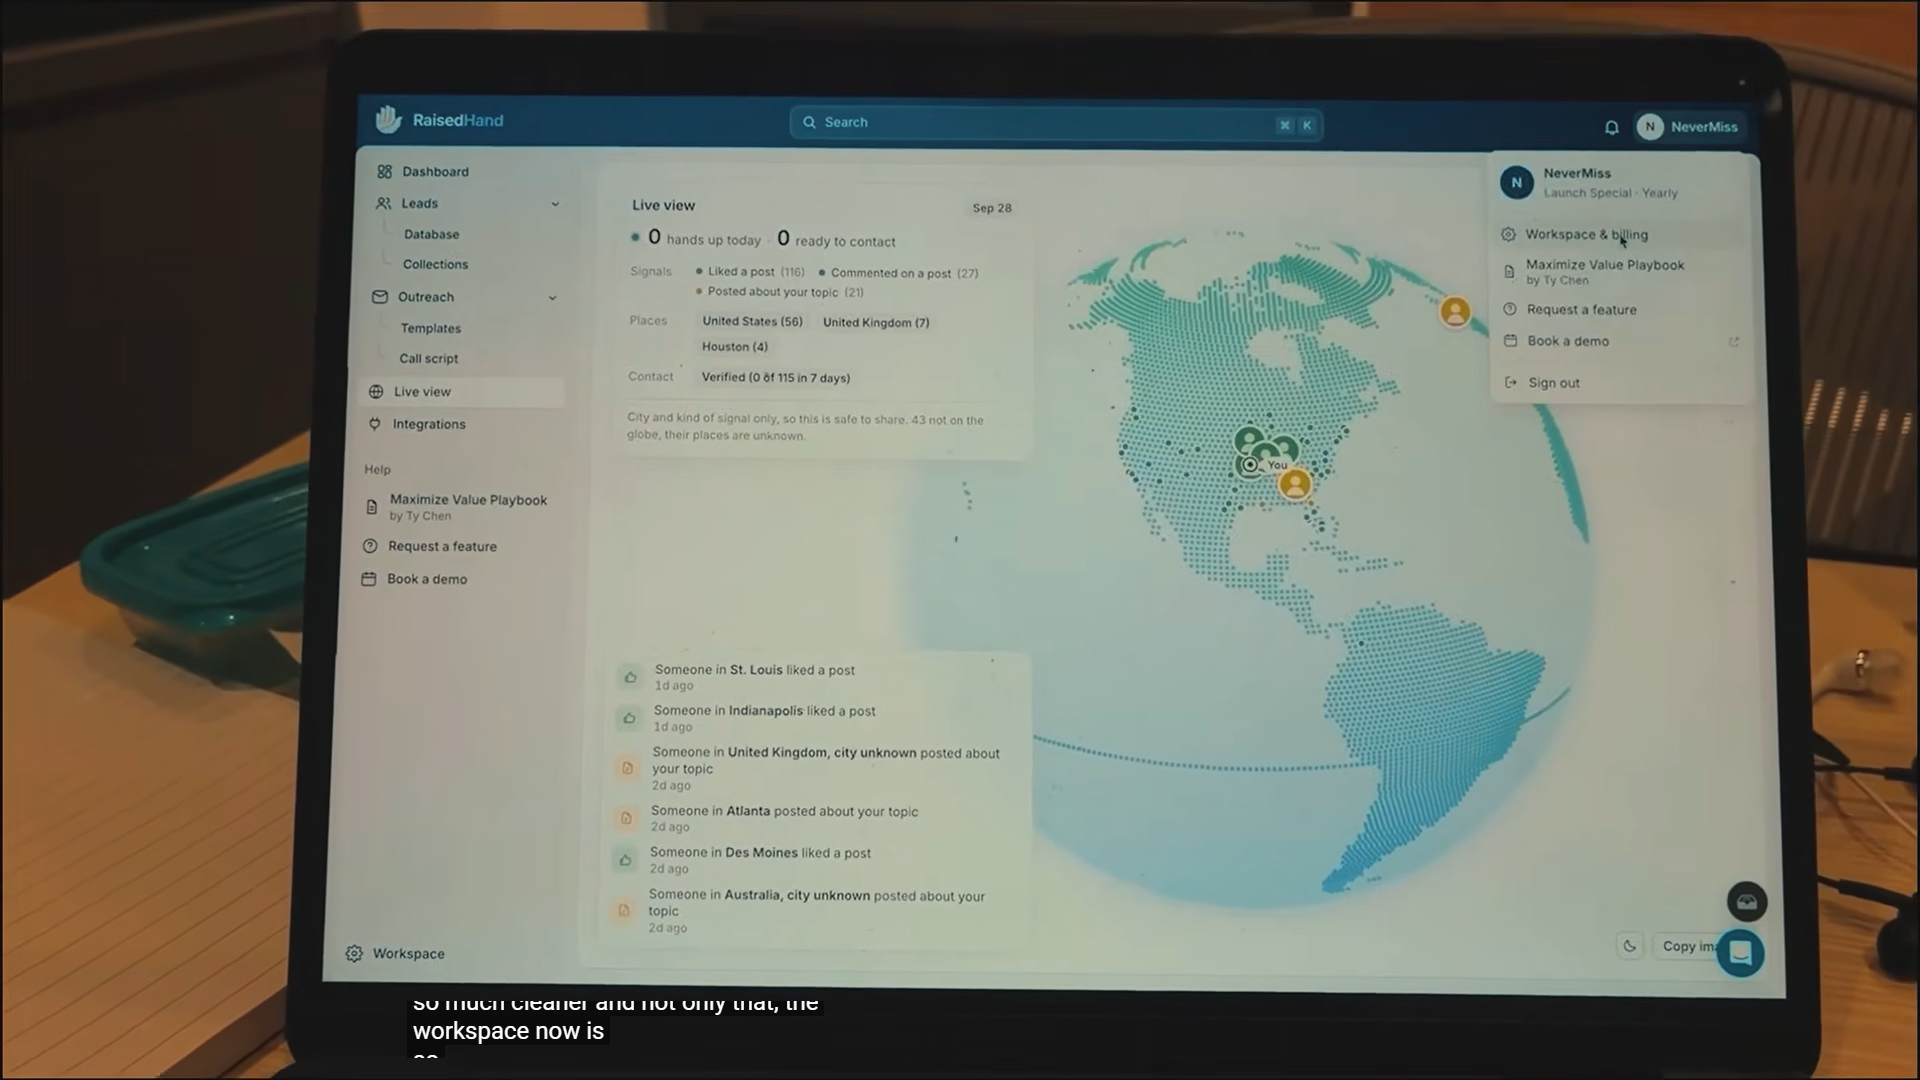 RaisedHand
Search
⌘ K
N NeverMiss
Dashboard
Leads
Database
Collections
Outreach
Templates
Call script
Live view
Integrations
Help
Maximize Value Playbook
by Ty Chen
Request a feature
Book a demo
Workspace
Live view
Sep 28
0 hands up today · 0 ready to contact
Signals
Liked a post (116)
Commented on a post (27)
Posted about your topic (21)
Places
United States (56)
United Kingdom (7)
Houston (4)
Contact
Verified (0 of 115 in 7 days)
City and kind of signal only, so this is safe to share. 43 not on the
globe, their places are unknown.
You
Someone in St. Louis liked a post
1d ago
Someone in Indianapolis liked a post
1d ago
Someone in United Kingdom, city unknown posted about
your topic
2d ago
Someone in Atlanta posted about your topic
2d ago
Someone in Des Moines liked a post
2d ago
Someone in Australia, city unknown posted about your
topic
2d ago
N
NeverMiss
Launch Special · Yearly
Workspace & billing
Maximize Value Playbook
by Ty Chen
Request a feature
Book a demo
Sign out
Copy
so much cleaner and not only that, the
workspace now is